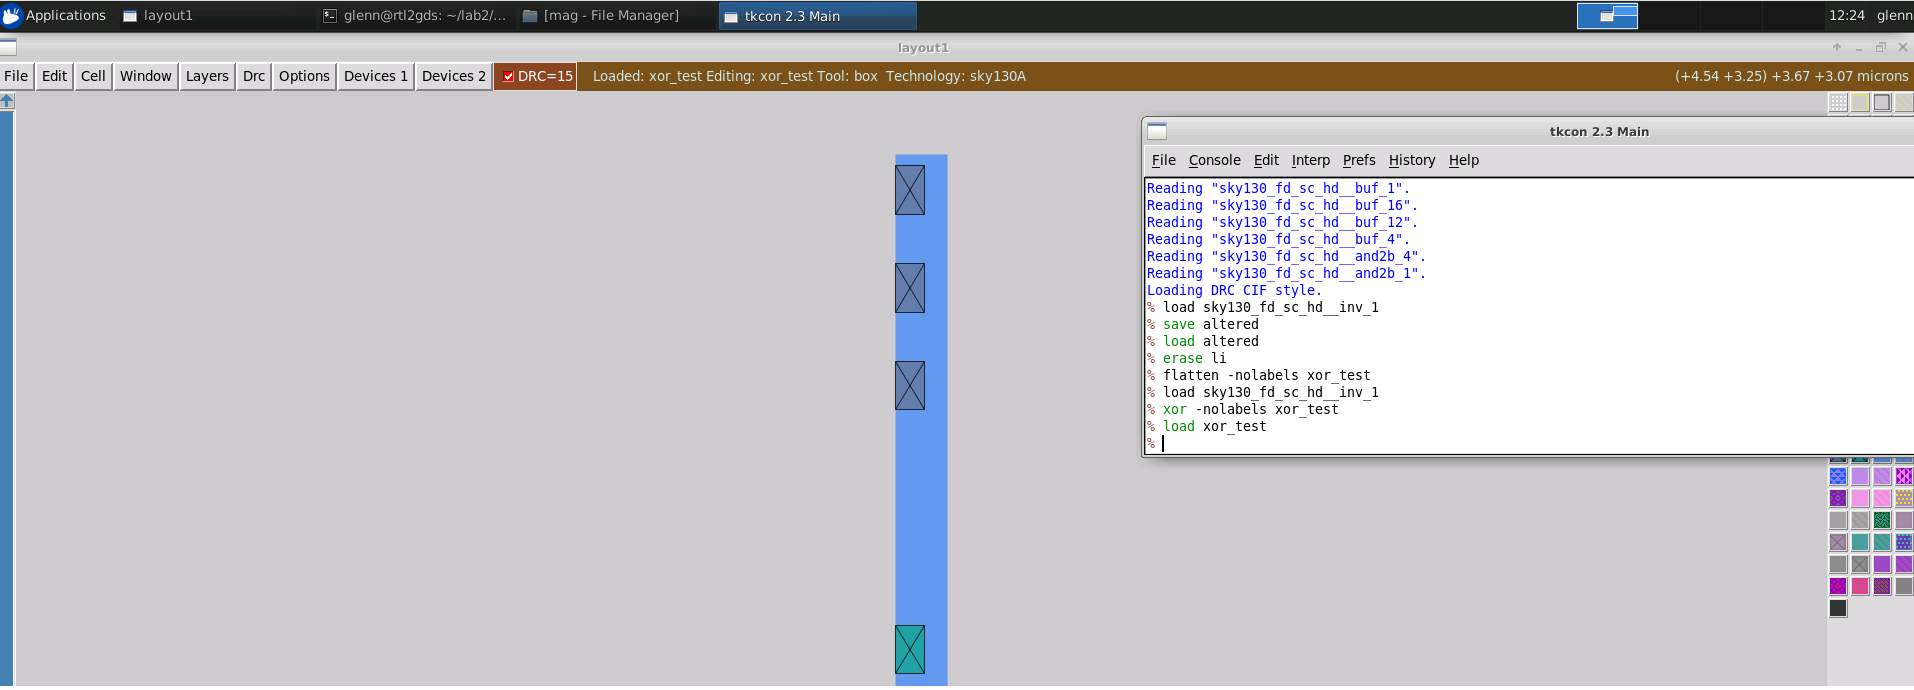 Applications layout1 glenn@rtl2gds: ~/lab2/... [mag - File Manager] tkcon 2.3 Main 12:24 glenn
layout1
File Edit Cell Window Layers Drc Options Devices 1 Devices 2 DRC=15 Loaded: xor_test Editing: xor_test Tool: box Technology: sky130A (+4.54 +3.25) +3.67 +3.07 microns
tkcon 2.3 Main
File Console Edit Interp Prefs History Help
Reading "sky130_fd_sc_hd__buf_1".
Reading "sky130_fd_sc_hd__buf_16".
Reading "sky130_fd_sc_hd__buf_12".
Reading "sky130_fd_sc_hd__buf_4".
Reading "sky130_fd_sc_hd__and2b_4".
Reading "sky130_fd_sc_hd__and2b_1".
Loading DRC CIF style.
% load sky130_fd_sc_hd__inv_1
% save altered
% load altered
% erase li
% flatten -nolabels xor_test
% load sky130_fd_sc_hd__inv_1
% xor -nolabels xor_test
% load xor_test
%